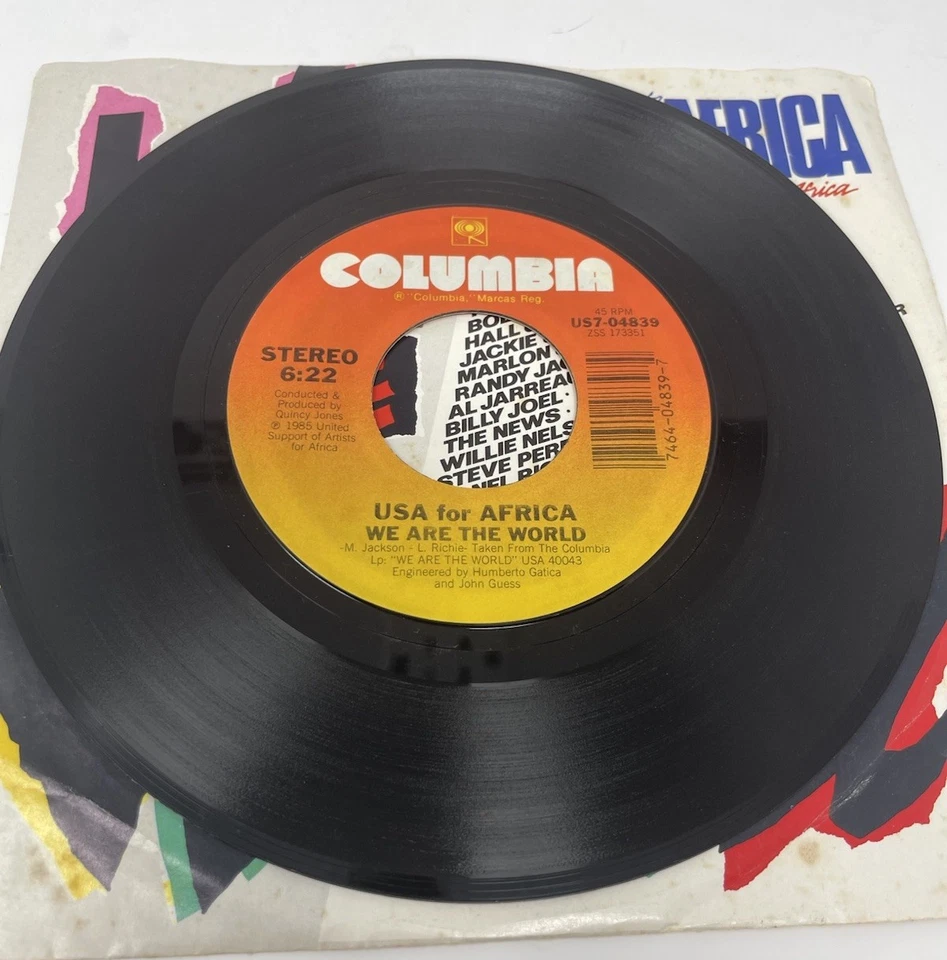 AFRICA
Africa
COLUMBIA
® "Columbia," Marcas Reg.
45 RPM
US7-04839
ZSS 173351
STEREO
6:22
Conducted &
Produced by
Quincy Jones
℗ 1985 United
Support of Artists
for Africa
7464-04839-7
HALL
JACKIE
MARLON
RANDY JA
AL JARREAU
BILLY JOEL
THE NEWS
WILLIE NELS
STEVE PER
USA for AFRICA
WE ARE THE WORLD
-M. Jackson - L. Richie- Taken From The Columbia
Lp: "WE ARE THE WORLD" USA 40043
Engineered by Humberto Gatica
and John Guess